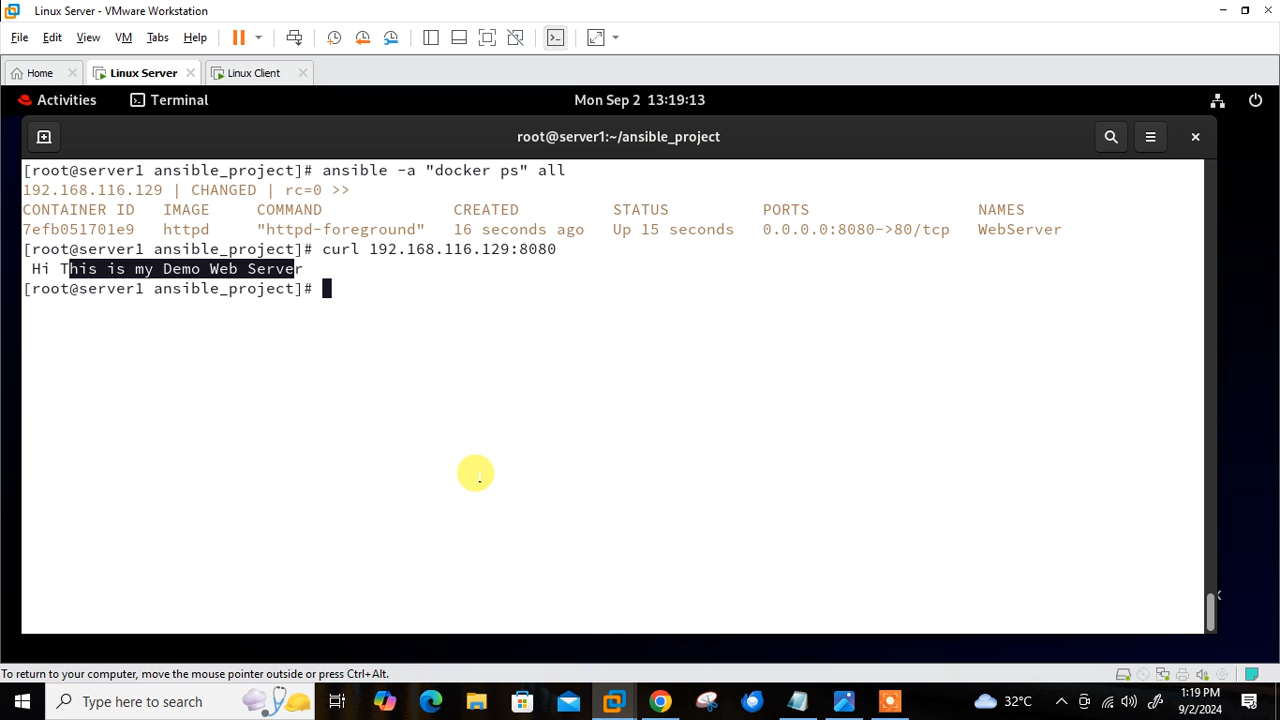 Linux Server - VMware Workstation
File Edit View VM Tabs Help
Home Linux Server Linux Client
Activities Terminal Mon Sep 2 13:19:13
root@server1:~/ansible_project
[root@server1 ansible_project]# ansible -a "docker ps" all
192.168.116.129 | CHANGED | rc=0 >>
CONTAINER ID IMAGE COMMAND CREATED STATUS PORTS NAMES
7efb051701e9 httpd "httpd-foreground" 16 seconds ago Up 15 seconds 0.0.0.0:8080->80/tcp WebServer
[root@server1 ansible_project]# curl 192.168.116.129:8080
Hi This is my Demo Web Server
[root@server1 ansible_project]#
To return to your computer, move the mouse pointer outside or press Ctrl+Alt.
Type here to search 32°C 1:19 PM
9/2/2024